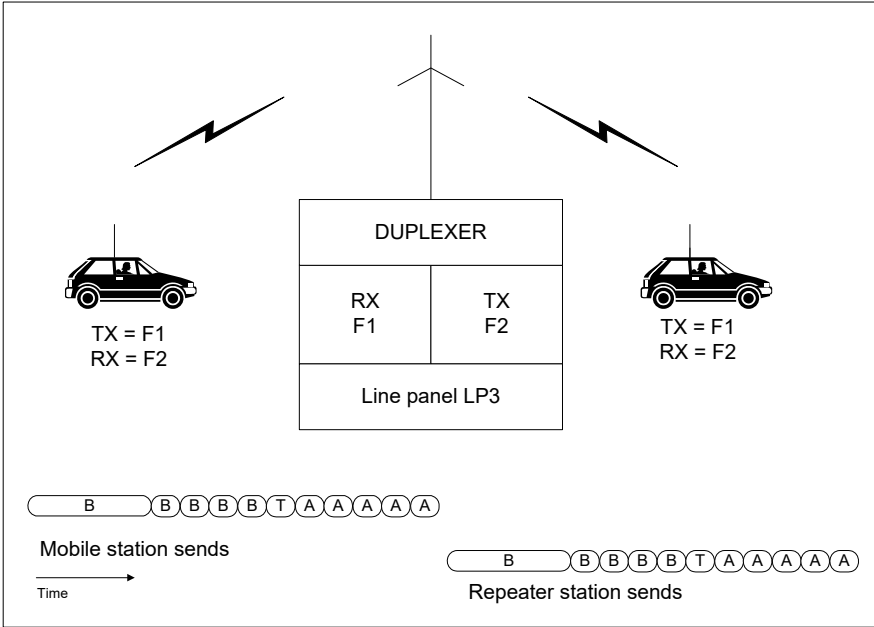 DUPLEXER
RX
F1
TX
F2
TX = F1
RX = F2
TX = F1
RX = F2
Line panel LP3
B B B B B T A A A A A
Mobile station sends
B B B B B T A A A A A
Time
Repeater station sends